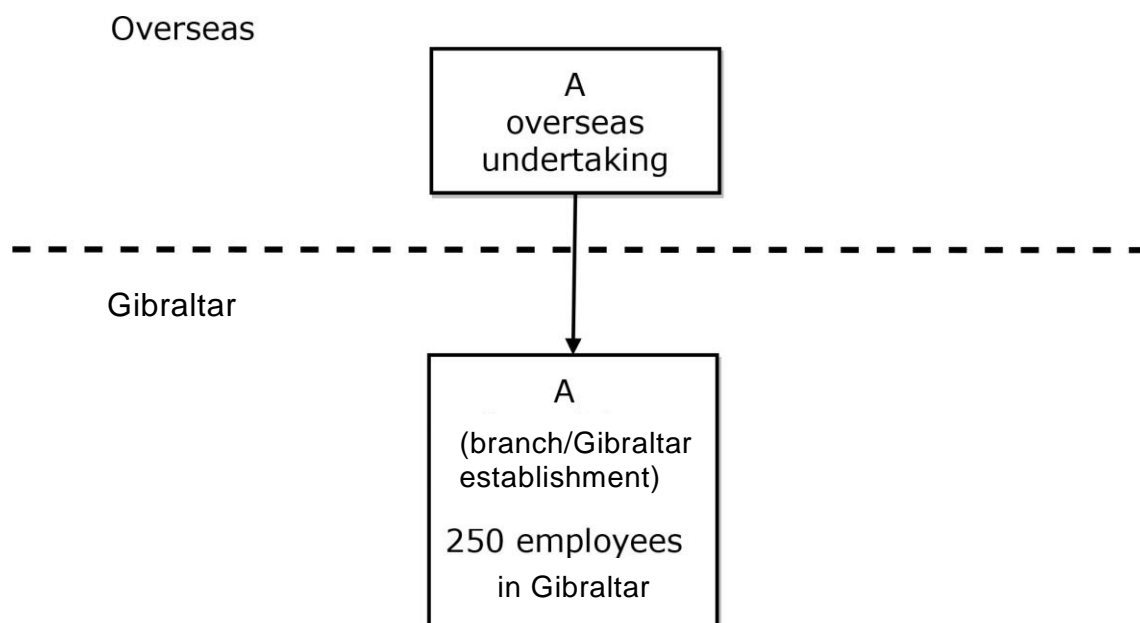 Overseas
A
overseas
undertaking
Gibraltar
A
(branch/Gibraltar
establishment)
250 employees
in Gibraltar